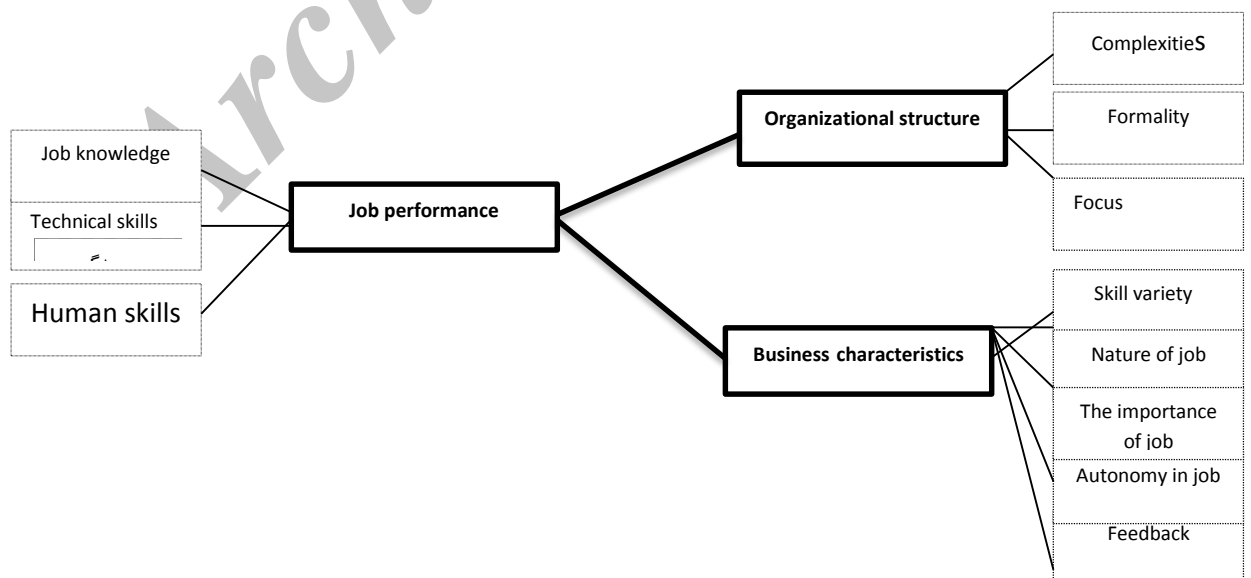 Arch
ComplexitieS
Organizational structure
Formality
Job knowledge
Focus
Job performance
Technical skills
Human skills
Skill variety
Business characteristics
Nature of job
The importance
of job
Autonomy in job
Feedback